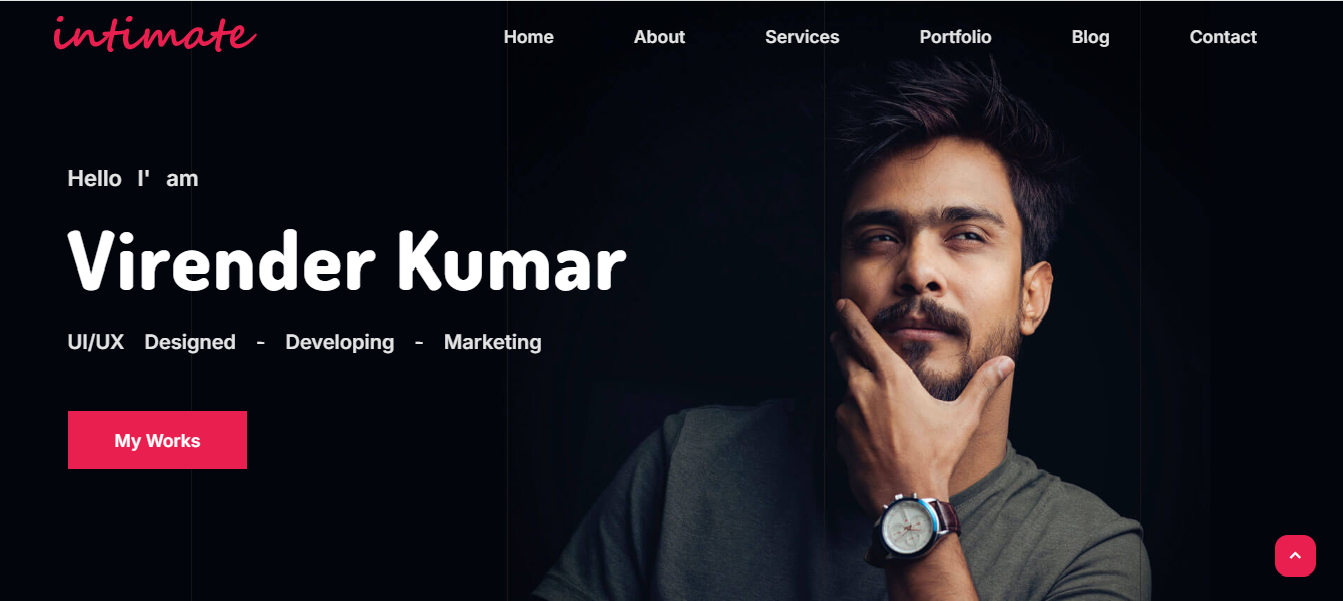 intimate
Home About Services Portfolio Blog Contact
Hello I' am
Virender Kumar
UI/UX Designed - Developing - Marketing
My Works